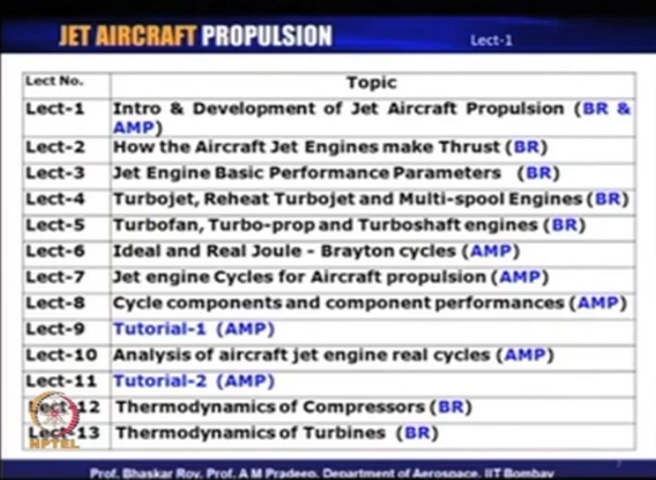 JET AIRCRAFT PROPULSION Lect-1
Lect No. Topic
Lect-1 Intro & Development of Jet Aircraft Propulsion (BR &
AMP)
Lect-2 How the Aircraft Jet Engines make Thrust (BR)
Lect-3 Jet Engine Basic Performance Parameters (BR)
Lect-4 Turbojet, Reheat Turbojet and Multi-spool Engines (BR)
Lect-5 Turbofan, Turbo-prop and Turboshaft engines (BR)
Lect-6 Ideal and Real Joule - Brayton cycles (AMP)
Lect-7 Jet engine Cycles for Aircraft propulsion (AMP)
Lect-8 Cycle components and component performances (AMP)
Lect-9 Tutorial-1 (AMP)
Lect-10 Analysis of aircraft jet engine real cycles (AMP)
Lect-11 Tutorial-2 (AMP)
Lect-12 Thermodynamics of Compressors (BR)
Lect-13 Thermodynamics of Turbines (BR)
NPTEL
Prof. Bhaskar Roy, Prof. A M Pradeep, Department of Aerospace, IIT Bombay